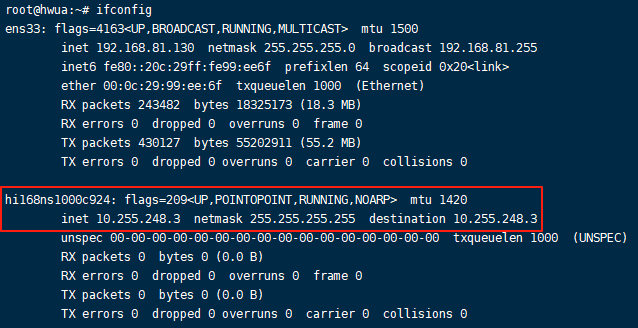 root@hwua:~# ifconfig
ens33: flags=4163<UP,BROADCAST,RUNNING,MULTICAST>  mtu 1500
        inet 192.168.81.130  netmask 255.255.255.0  broadcast 192.168.81.255
        inet6 fe80::20c:29ff:fe99:ee6f  prefixlen 64  scopeid 0x20<link>
        ether 00:0c:29:99:ee:6f  txqueuelen 1000  (Ethernet)
        RX packets 243482  bytes 18325173 (18.3 MB)
        RX errors 0  dropped 0  overruns 0  frame 0
        TX packets 430127  bytes 55202911 (55.2 MB)
        TX errors 0  dropped 0 overruns 0  carrier 0  collisions 0
hi168ns1000c924: flags=209<UP,POINTOPOINT,RUNNING,NOARP>  mtu 1420
        inet 10.255.248.3  netmask 255.255.255.255  destination 10.255.248.3
        unspec 00-00-00-00-00-00-00-00-00-00-00-00-00-00-00-00  txqueuelen 1000  (UNSPEC)
        RX packets 0  bytes 0 (0.0 B)
        RX errors 0  dropped 0  overruns 0  frame 0
        TX packets 0  bytes 0 (0.0 B)
        TX errors 0  dropped 0 overruns 0  carrier 0  collisions 0